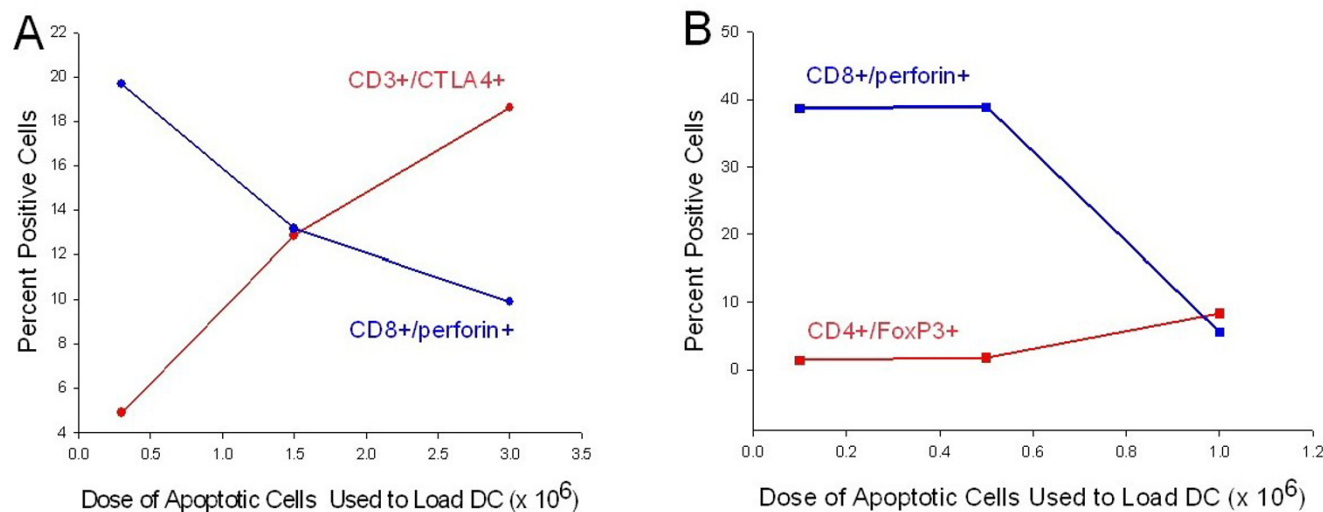 A
B
22
20
18
16
14
12
10
8
6
4
Percent Positive Cells
CD3+/CTLA4+
CD8+/perforin+
0.0 0.5 1.0 1.5 2.0 2.5 3.0 3.5
Dose of Apoptotic Cells Used to Load DC (x 10⁶)
50
40
30
20
10
0
Percent Positive Cells
CD8+/perforin+
CD4+/FoxP3+
0.0 0.2 0.4 0.6 0.8 1.0 1.2
Dose of Apoptotic Cells Used to Load DC (x 10⁶)